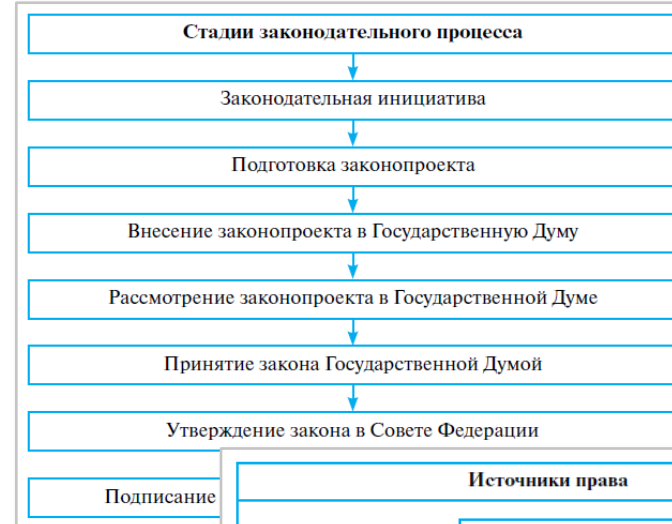 Стадии законодательного процесса
Законодательная инициатива
Подготовка законопроекта
Внесение законопроекта в Государственную Думу
Рассмотрение законопроекта в Государственной Думе
Принятие закона Государственной Думой
Утверждение закона в Совете Федерации
Подписание
Источники права